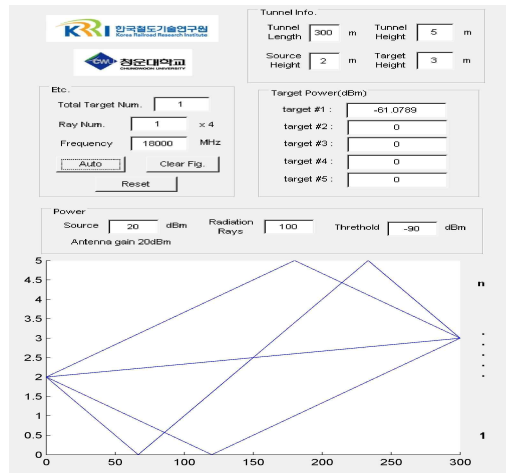 KRRI 한국철도기술연구원
Korea Railroad Research Institute
CWU 청운대학교
CHUNGWOON UNIVERSITY
Tunnel Info.
Tunnel Length 300 m Tunnel Height 5 m
Source Height 2 m Target Height 3 m
Etc.
Total Target Num. 1
Ray Num. 1 x 4
Frequency 18000 MHz
Auto Clear Fig.
Reset
Target Power(dBm)
target #1 : -61.0789
target #2 : 0
target #3 : 0
target #4 : 0
target #5 : 0
Power
Source 20 dBm Radiation Rays 100 Threthold -90 dBm
Antenna gain 20dBm
5
4.5
4
3.5
3
2.5
2
1.5
1
0.5
0
0 50 100 150 200 250 300
n
1